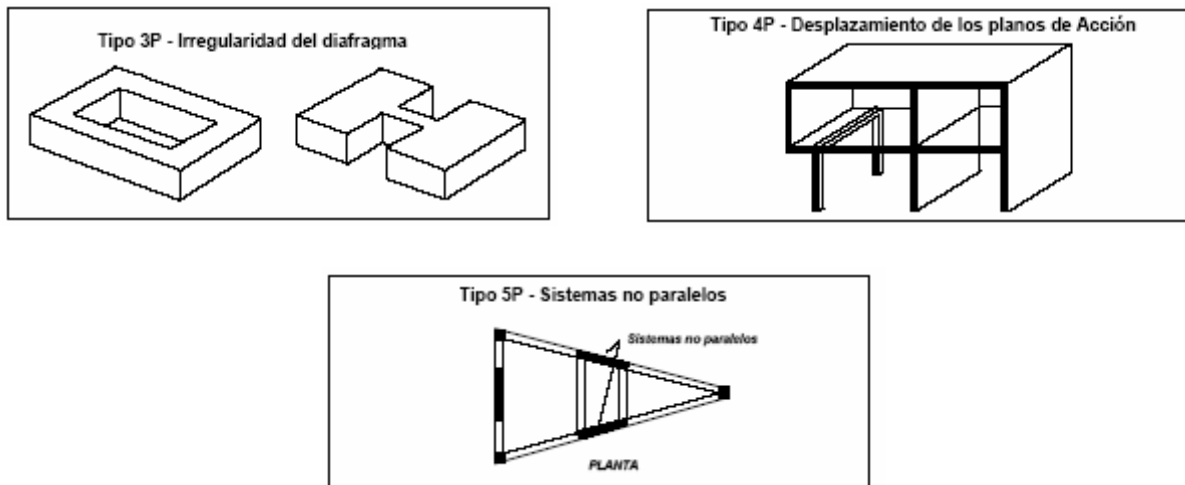 Tipo 3P - Irregularidad del diafragma
Tipo 4P - Desplazamiento de los planos de Acción
Tipo 5P - Sistemas no paralelos
Sistemas no paralelos
PLANTA